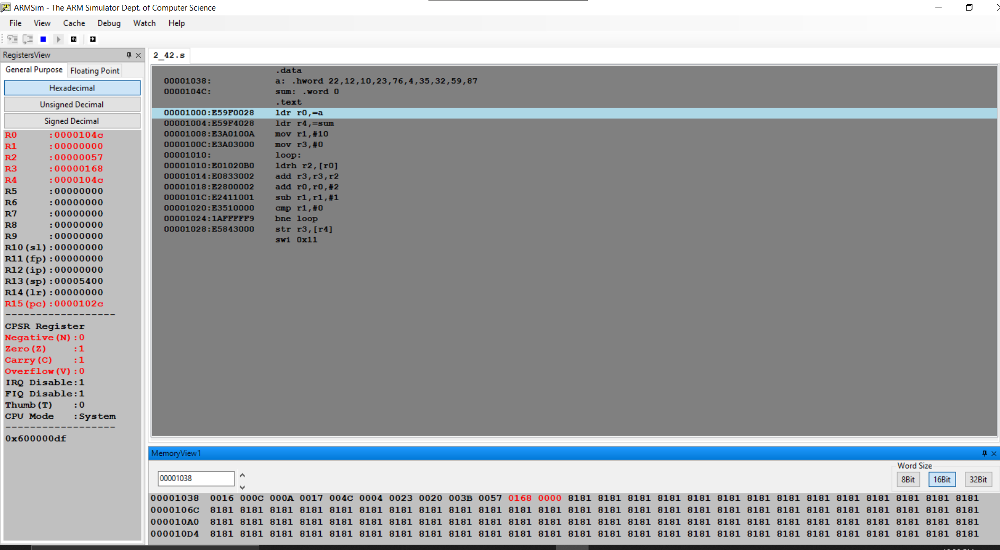 ARMSim - The ARM Simulator Dept. of Computer Science
File View Cache Debug Watch Help
RegistersView
General Purpose Floating Point
Hexadecimal
Unsigned Decimal
Signed Decimal
R0 :0000104c
R1 :00000000
R2 :00000057
R3 :00000168
R4 :0000104c
R5 :00000000
R6 :00000000
R7 :00000000
R8 :00000000
R9 :00000000
R10(sl):00000000
R11(fp):00000000
R12(ip):00000000
R13(sp):00005400
R14(lr):00000000
R15(pc):0000102c
------------------
CPSR Register
Negative(N):0
Zero(Z) :1
Carry(C) :1
Overflow(V):0
IRQ Disable:1
FIQ Disable:1
Thumb(T) :0
CPU Mode :System
------------------
0x600000df
2_42.s
.data
00001038: a: .hword 22,12,10,23,76,4,35,32,59,87
0000104C: sum: .word 0
.text
00001000:E59F0028 ldr r0,=a
00001004:E59F4028 ldr r4,=sum
00001008:E3A0100A mov r1,#10
0000100C:E3A03000 mov r3,#0
00001010: loop:
00001010:E01020B0 ldrh r2,[r0]
00001014:E0833002 add r3,r3,r2
00001018:E2800002 add r0,r0,#2
0000101C:E2411001 sub r1,r1,#1
00001020:E3510000 cmp r1,#0
00001024:1AFFFFF9 bne loop
00001028:E5843000 str r3,[r4]
swi 0x11
MemoryView1
Word Size
00001038 8Bit 16Bit 32Bit
00001038 0016 000C 000A 0017 004C 0004 0023 0020 003B 0057 0168 0000 8181 8181 8181 8181 8181 8181 8181 8181 8181 8181 8181 8181 8181 8181
0000106C 8181 8181 8181 8181 8181 8181 8181 8181 8181 8181 8181 8181 8181 8181 8181 8181 8181 8181 8181 8181 8181 8181 8181 8181 8181 8181
000010A0 8181 8181 8181 8181 8181 8181 8181 8181 8181 8181 8181 8181 8181 8181 8181 8181 8181 8181 8181 8181 8181 8181 8181 8181 8181 8181
000010D4 8181 8181 8181 8181 8181 8181 8181 8181 8181 8181 8181 8181 8181 8181 8181 8181 8181 8181 8181 8181 8181 8181 8181 8181 8181 8181